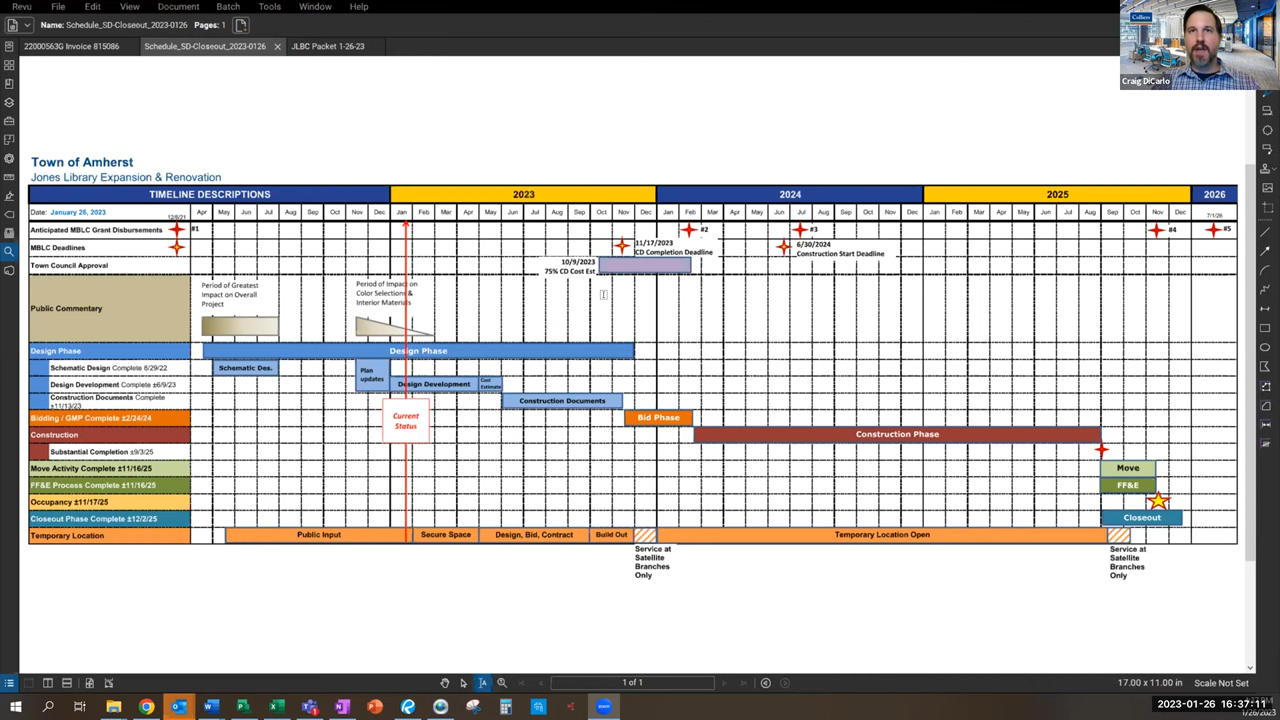 Revu File Edit View Document Batch Tools Window Help
Name: Schedule_SD-Closeout_2023-0126 Pages: 1
22000563G Invoice 815086 Schedule_SD-Closeout_2023-0126 × JLBC Packet 1-26-23
Colliers
Craig DiCarlo
Town of Amherst
Jones Library Expansion & Renovation
TIMELINE DESCRIPTIONS 2023 2024 2025 2026
Date: January 26, 2023 12/8/21 Apr May Jun Jul Aug Sep Oct Nov Dec Jan Feb Mar Apr May Jun Jul Aug Sep Oct Nov Dec Jan Feb Mar Apr May Jun Jul Aug Sep Oct Nov Dec Jan Feb Mar Apr May Jun Jul Aug Sep Oct Nov Dec 7/1/26
Anticipated MBLC Grant Disbursements #1 #2 #3 #4 #5
MBLC Deadlines 11/17/2023 6/30/2024
CD Completion Deadline Construction Start Deadline
Town Council Approval 10/9/2023
75% CD Cost Est
Public Commentary
Period of Greatest
Impact on Overall
Project
Period of Impact on
Color Selections &
Interior Materials
Design Phase Design Phase
Schematic Design Complete 8/29/22 Schematic Des.
Plan
updates
Design Development Complete ±6/9/23 Design Development Cost
Estimate
Construction Documents Complete
±11/13/23 Construction Documents
Current
Status
Bidding / GMP Complete ±2/24/24 Bid Phase
Construction Construction Phase
Substantial Completion ±9/3/25
Move Activity Complete ±11/16/25 Move
FF&E Process Complete ±11/16/25 FF&E
Occupancy ±11/17/25
Closeout Phase Complete ±12/2/25 Closeout
Temporary Location Public Input Secure Space Design, Bid, Contract Build Out Temporary Location Open
Service at
Satellite
Branches
Only
Service at
Satellite
Branches
Only
1 of 1 17.00 x 11.00 in Scale Not Set
2023-01-26 16:37:11
1/26/2023